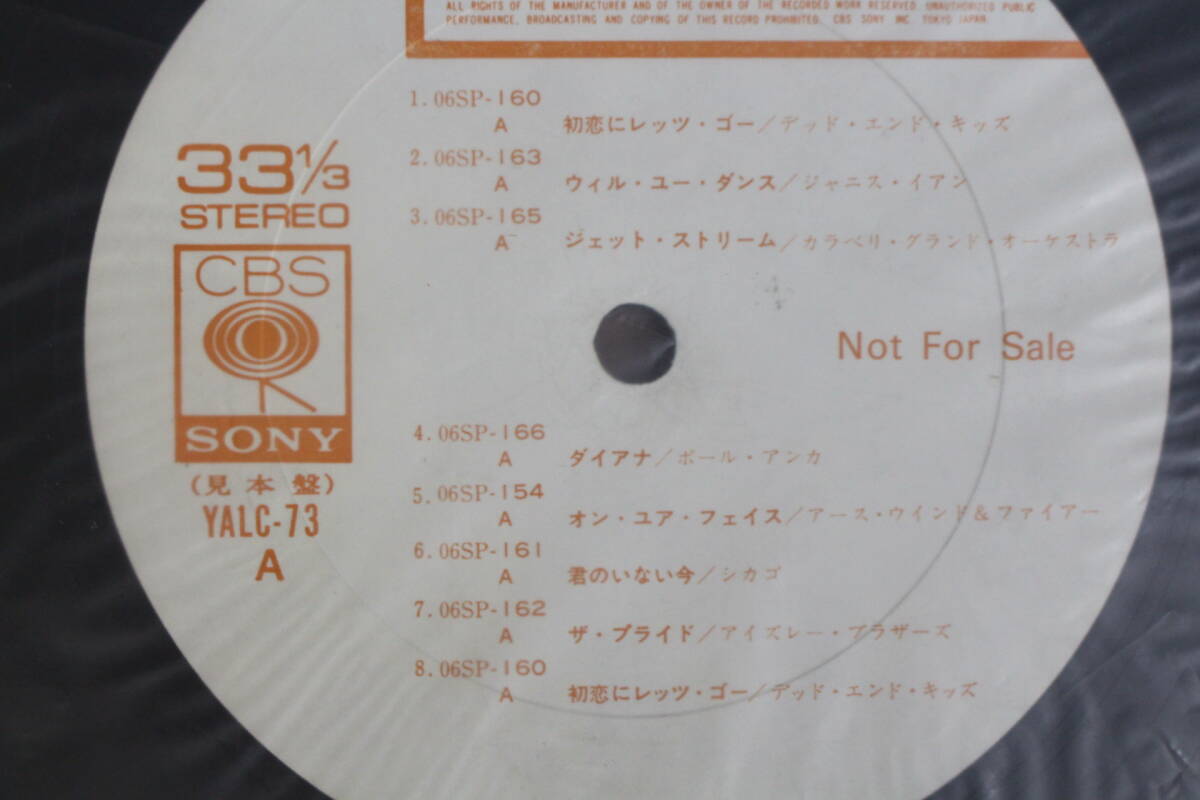 ALL RIGHTS OF THE MANUFACTURER AND OF THE OWNER OF THE RECORDED WORK RESERVED. UNAUTHORIZED PUBLIC
PERFORMANCE, BROADCASTING AND COPYING OF THIS RECORD PROHIBITED. CBS SONY INC. TOKYO JAPAN
33⅓
STEREO
CBS
SONY
(見本盤)
YALC-73
A
1. 06SP-160
A 初恋にレッツ・ゴー/デッド・エンド・キッズ
2. 06SP-163
A ウィル・ユー・ダンス/ジャニス・イアン
3. 06SP-165
A ジェット・ストリーム/カラベリ・グランド・オーケストラ
Not For Sale
4. 06SP-166
A ダイアナ/ポール・アンカ
5. 06SP-154
A オン・ユア・フェイス/アース・ウインド&ファイアー
6. 06SP-161
A 君のいない今/シカゴ
7. 06SP-162
A ザ・プライド/アイズレー・ブラザーズ
8. 06SP-160
A 初恋にレッツ・ゴー/デッド・エンド・キッズ